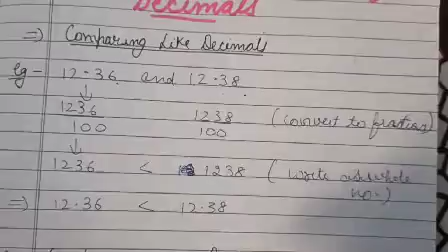 Decimals
⇒ Comparing Like Decimals
Eg - 12.36 and 12.38
↓
1236/100 1238/100 (Convert to fractions)
↓
1236 < 1238 (write as whole no.)
⇒ 12.36 < 12.38